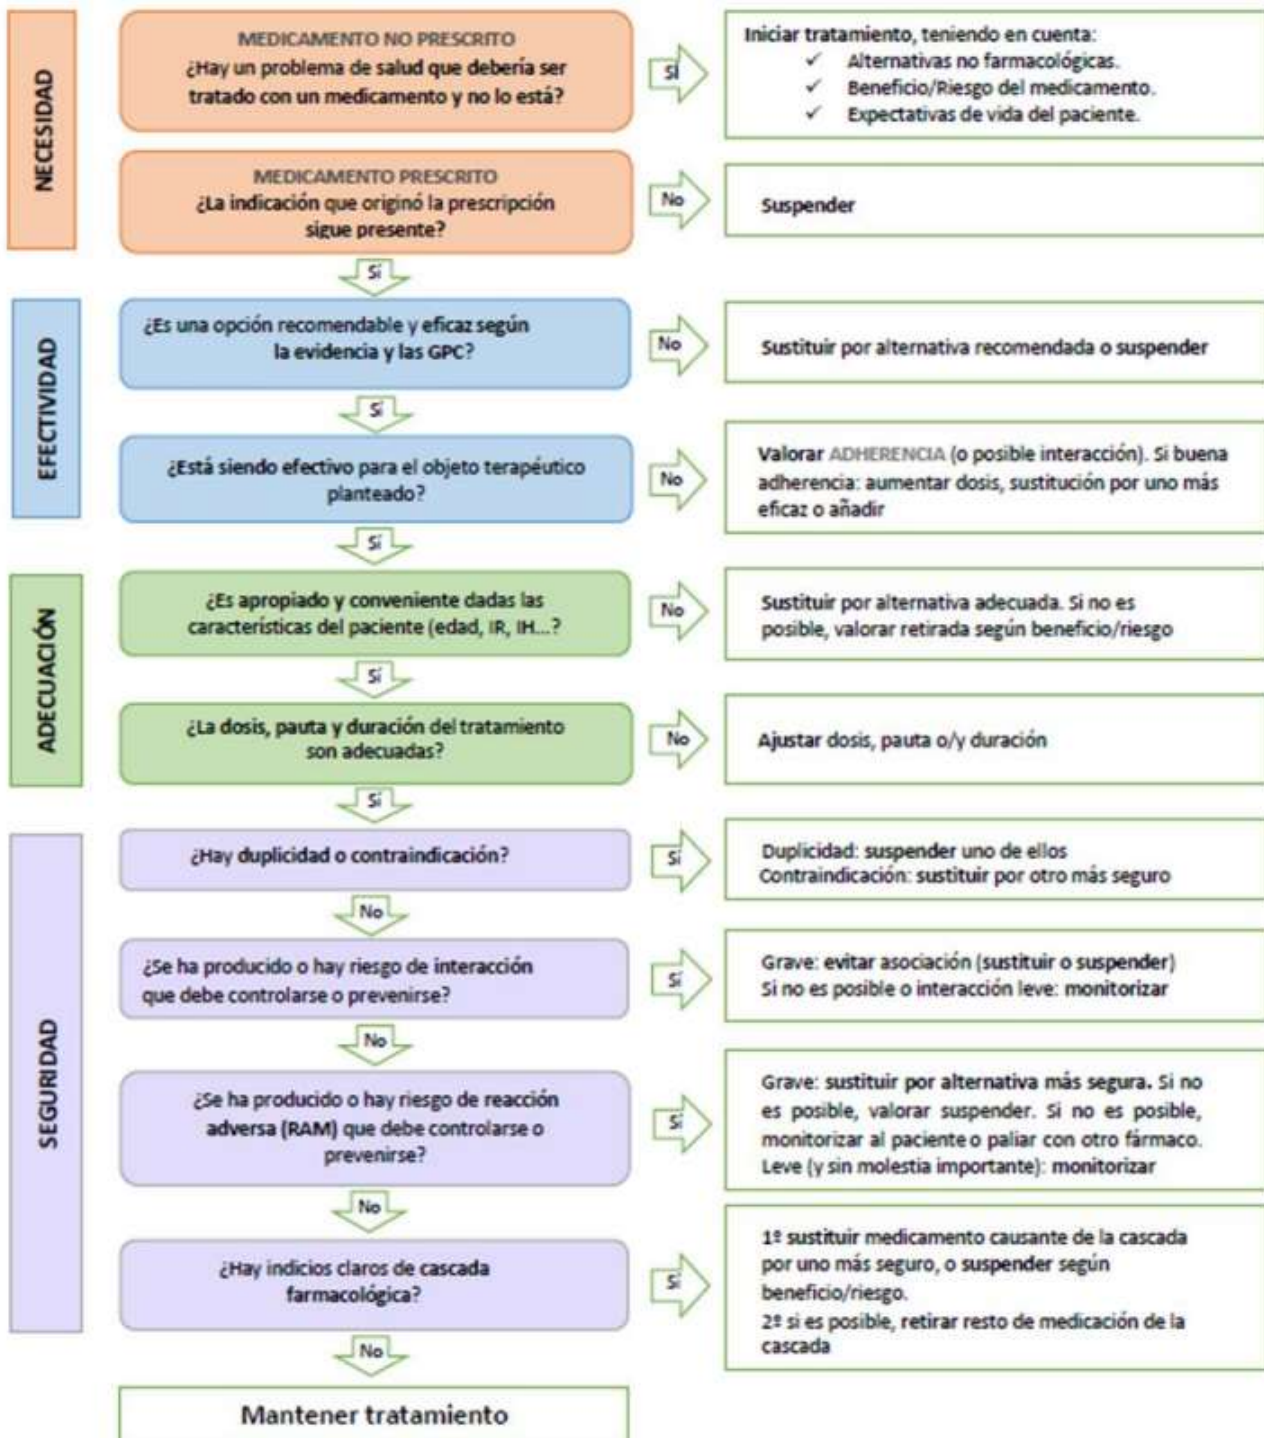 NECESIDAD
MEDICAMENTO NO PRESCRITO
¿Hay un problema de salud que debería ser
tratado con un medicamento y no lo está?
SÍ
Iniciar tratamiento, teniendo en cuenta:
✓ Alternativas no farmacológicas.
✓ Beneficio/Riesgo del medicamento.
✓ Expectativas de vida del paciente.
MEDICAMENTO PRESCRITO
¿La indicación que originó la prescripción
sigue presente?
No
Suspender
Sí
EFECTIVIDAD
¿Es una opción recomendable y eficaz según
la evidencia y las GPC?
No
Sustituir por alternativa recomendada o suspender
Sí
¿Está siendo efectivo para el objeto terapéutico
planteado?
No
Valorar ADHERENCIA (o posible interacción). Si buena
adherencia: aumentar dosis, sustitución por uno más
eficaz o añadir
Sí
ADECUACIÓN
¿Es apropiado y conveniente dadas las
características del paciente (edad, IR, IH...?
No
Sustituir por alternativa adecuada. Si no es
posible, valorar retirada según beneficio/riesgo
Sí
¿La dosis, pauta y duración del tratamiento
son adecuadas?
No
Ajustar dosis, pauta o/y duración
Sí
SEGURIDAD
¿Hay duplicidad o contraindicación?
Sí
Duplicidad: suspender uno de ellos
Contraindicación: sustituir por otro más seguro
No
¿Se ha producido o hay riesgo de interacción
que debe controlarse o prevenirse?
Sí
Grave: evitar asociación (sustituir o suspender)
Si no es posible o interacción leve: monitorizar
No
¿Se ha producido o hay riesgo de reacción
adversa (RAM) que debe controlarse o
prevenirse?
Sí
Grave: sustituir por alternativa más segura. Si no
es posible, valorar suspender. Si no es posible,
monitorizar al paciente o paliar con otro fármaco.
Leve (y sin molestia importante): monitorizar
No
¿Hay indicios claros de cascada
farmacológica?
Sí
1º sustituir medicamento causante de la cascada
por uno más seguro, o suspender según
beneficio/riesgo.
2º si es posible, retirar resto de medicación de la
cascada
No
Mantener tratamiento